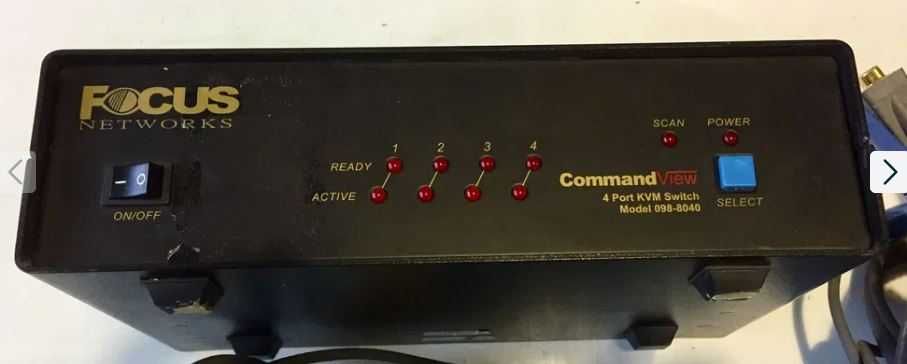 FOCUS
NETWORKS
ON/OFF
1 2 3 4
READY
ACTIVE
SCAN POWER
CommandView
4 Port KVM Switch
Model 098-8040
SELECT